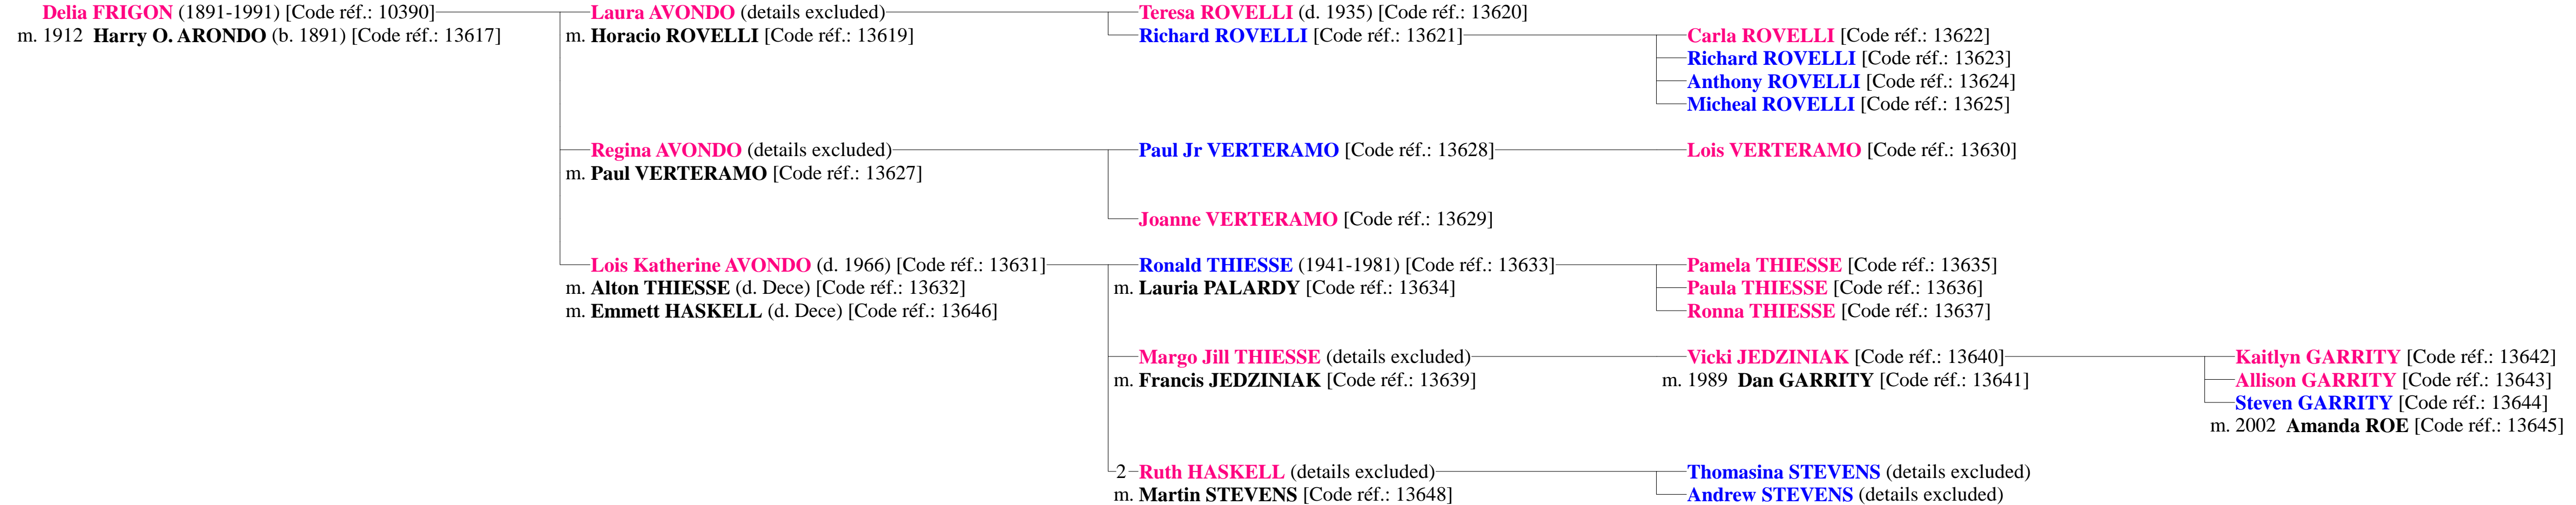 Delia FRIGON (1891-1991) [Code réf.: 10390]
m. 1912 Harry O. ARONDO (b. 1891) [Code réf.: 13617]
Laura AVONDO (details excluded)
m. Horacio ROVELLI [Code réf.: 13619]
Teresa ROVELLI (d. 1935) [Code réf.: 13620]
Richard ROVELLI [Code réf.: 13621]
Carla ROVELLI [Code réf.: 13622]
Richard ROVELLI [Code réf.: 13623]
Anthony ROVELLI [Code réf.: 13624]
Micheal ROVELLI [Code réf.: 13625]
Regina AVONDO (details excluded)
m. Paul VERTERAMO [Code réf.: 13627]
Paul Jr VERTERAMO [Code réf.: 13628]
Lois VERTERAMO [Code réf.: 13630]
Joanne VERTERAMO [Code réf.: 13629]
Lois Katherine AVONDO (d. 1966) [Code réf.: 13631]
m. Alton THIESSE (d. Dece) [Code réf.: 13632]
m. Emmett HASKELL (d. Dece) [Code réf.: 13646]
Ronald THIESSE (1941-1981) [Code réf.: 13633]
m. Lauria PALARDY [Code réf.: 13634]
Pamela THIESSE [Code réf.: 13635]
Paula THIESSE [Code réf.: 13636]
Ronna THIESSE [Code réf.: 13637]
Margo Jill THIESSE (details excluded)
m. Francis JEDZINIAK [Code réf.: 13639]
Vicki JEDZINIAK [Code réf.: 13640]
m. 1989 Dan GARRITY [Code réf.: 13641]
Kaitlyn GARRITY [Code réf.: 13642]
Allison GARRITY [Code réf.: 13643]
Steven GARRITY [Code réf.: 13644]
m. 2002 Amanda ROE [Code réf.: 13645]
2 Ruth HASKELL (details excluded)
m. Martin STEVENS [Code réf.: 13648]
Thomasina STEVENS (details excluded)
Andrew STEVENS (details excluded)